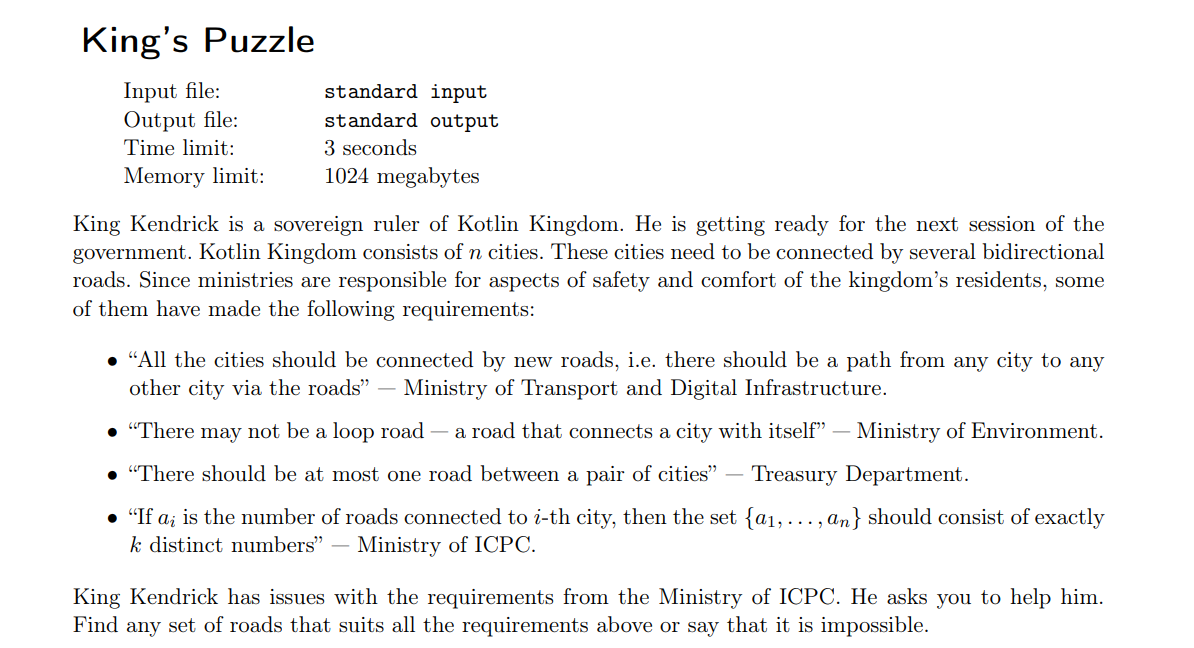 King's Puzzle
Input file: standard input
Output file: standard output
Time limit: 3 seconds
Memory limit: 1024 megabytes
King Kendrick is a sovereign ruler of Kotlin Kingdom. He is getting ready for the next session of the
government. Kotlin Kingdom consists of n cities. These cities need to be connected by several bidirectional
roads. Since ministries are responsible for aspects of safety and comfort of the kingdom's residents, some
of them have made the following requirements:
• “All the cities should be connected by new roads, i.e. there should be a path from any city to any
other city via the roads” — Ministry of Transport and Digital Infrastructure.
• “There may not be a loop road — a road that connects a city with itself” — Ministry of Environment.
• “There should be at most one road between a pair of cities” — Treasury Department.
• “If aᵢ is the number of roads connected to i-th city, then the set {a₁, . . . , aₙ} should consist of exactly
k distinct numbers” — Ministry of ICPC.
King Kendrick has issues with the requirements from the Ministry of ICPC. He asks you to help him.
Find any set of roads that suits all the requirements above or say that it is impossible.